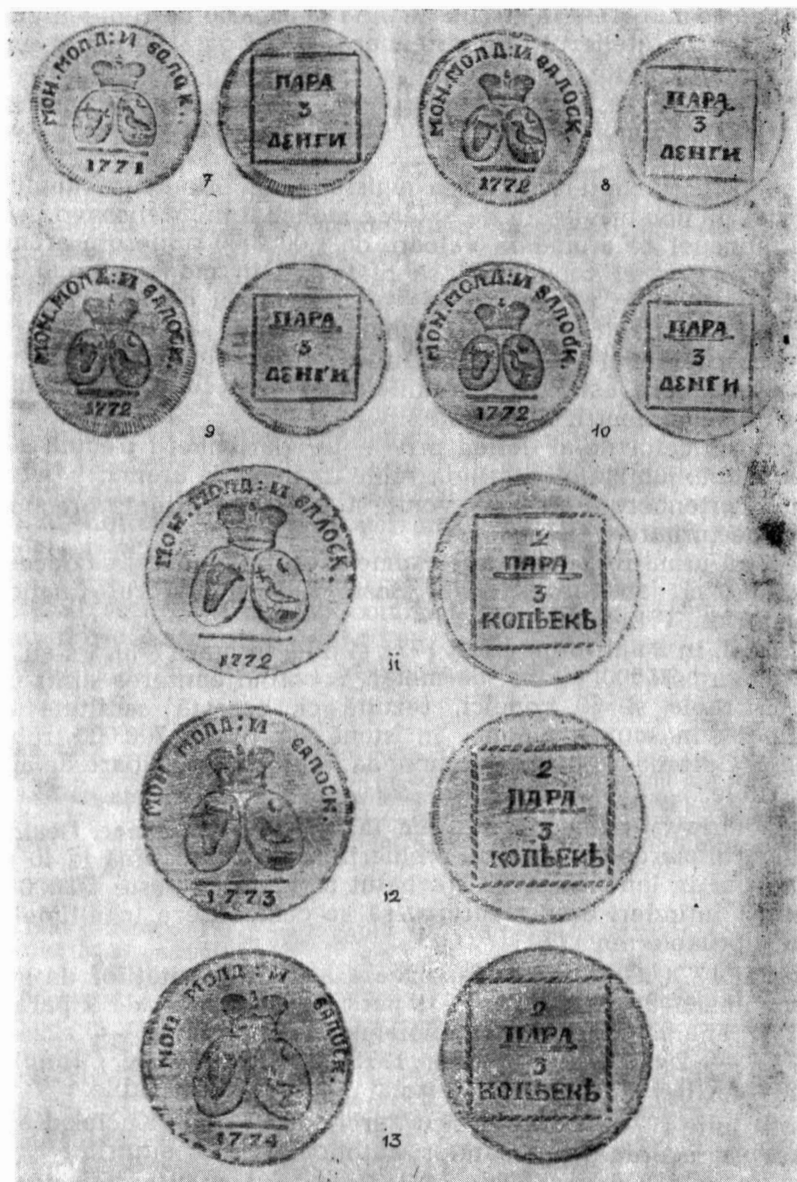 МОН. МОЛД: И ВАЛОСК.
1771
ПАРА
3
ДЕНГИ
7
МОН. МОЛД: И ВАЛОСК.
1772
ПАРА
3
ДЕНГИ
8
МОН. МОЛД: И ВАЛОСК.
1772
ПАРА
3
ДЕНГИ
9
МОН. МОЛД: И ВАЛОСК.
1772
ПАРА
3
ДЕНГИ
10
МОН. МОЛД: И ВАЛОСК.
1772
2
ПАРА
3
КОПѢЕКЪ
11
МОН МОЛД: И ВАЛОСК.
1773
2
ПАРА
3
КОПѢЕКЪ
12
МОН МОЛД: И ВАЛОСК.
1774
2
ПАРА
3
КОПѢЕКЪ
13